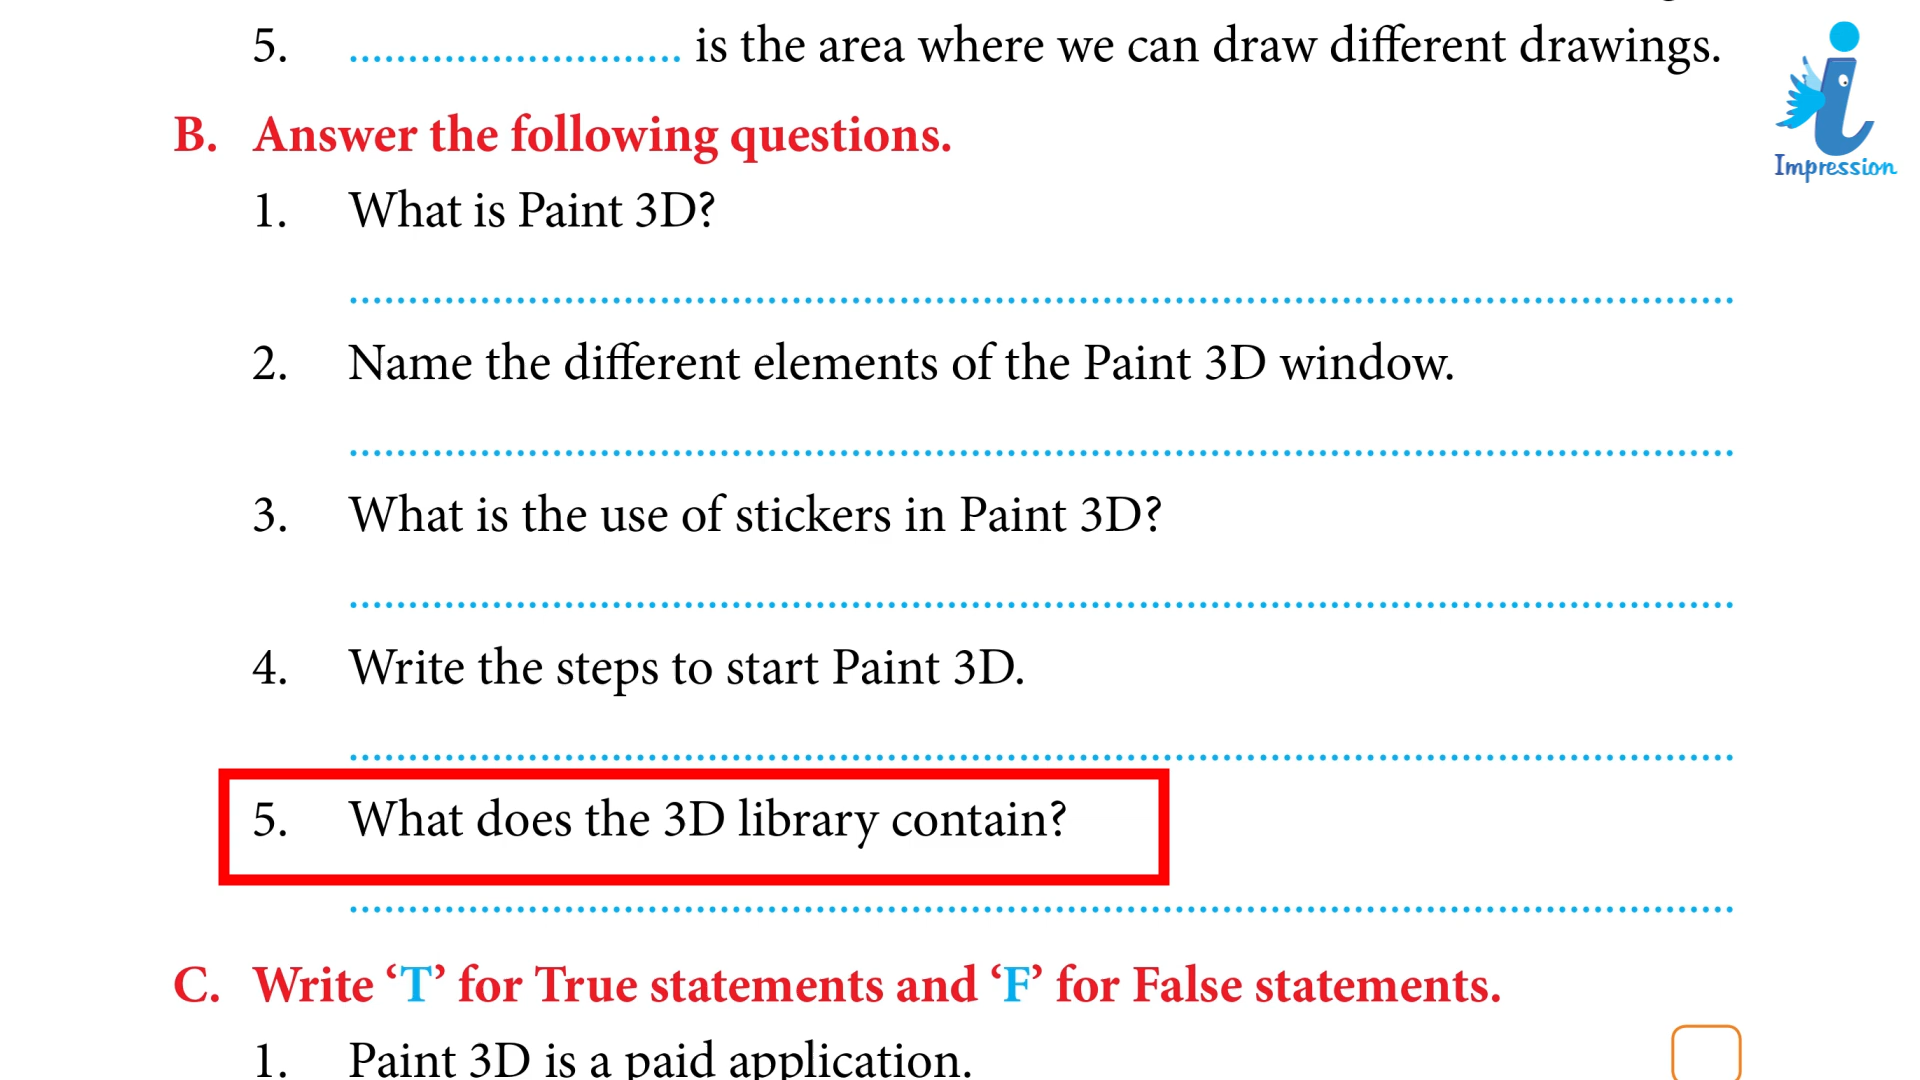 5. ............................ is the area where we can draw different drawings.
Impression
B. Answer the following questions.
1. What is Paint 3D?
2. Name the different elements of the Paint 3D window.
3. What is the use of stickers in Paint 3D?
4. Write the steps to start Paint 3D.
5. What does the 3D library contain?
C. Write ‘T’ for True statements and ‘F’ for False statements.
1. Paint 3D is a paid application.